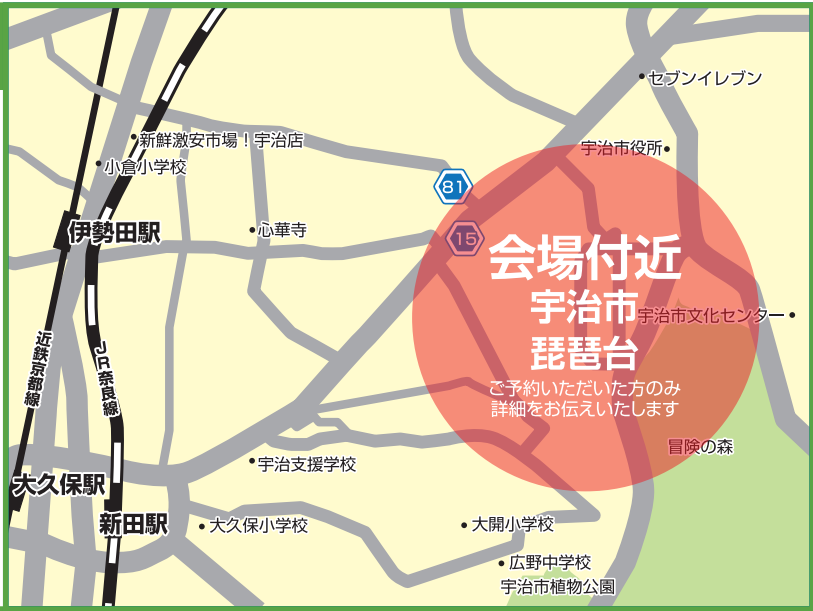 セブンイレブン
新鮮激安市場！宇治店
宇治市役所
小倉小学校
81
伊勢田駅
心華寺
15
会場付近
宇治市
琵琶台
宇治市文化センター
近鉄京都線
JR奈良線
ご予約いただいた方のみ
詳細をお伝えいたします
冒険の森
宇治支援学校
大久保駅
新田駅
大久保小学校
大開小学校
広野中学校
宇治市植物公園